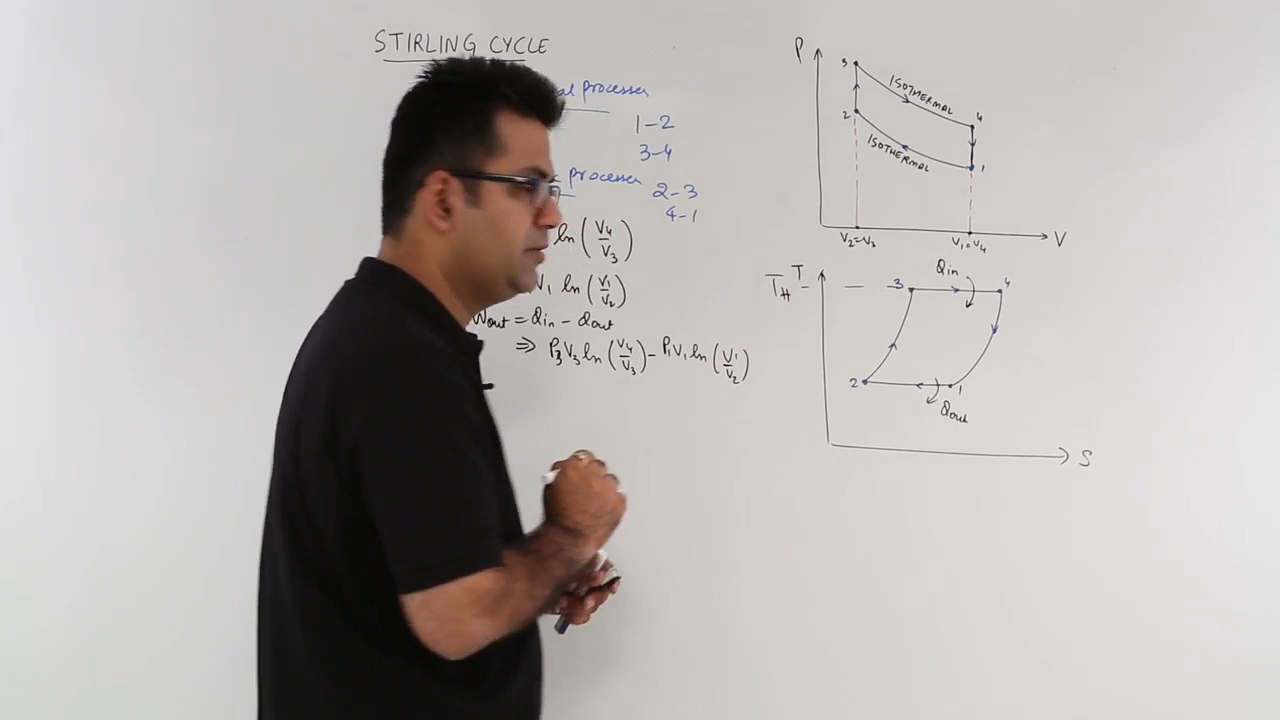 STIRLING CYCLE
processes
1-2
3-4
processes
2-3
4-1
ln (V4/V3)
V1 ln (V1/V2)
Wout = Qin - Qout
⇒ P3V3 ln (V4/V3) - P1V1 ln (V1/V2)
P
3
ISOTHERMAL
4
2
ISOTHERMAL
1
V2=V3
V1=V4
V
TH
T
Qin
3
4
2
1
Qout
S